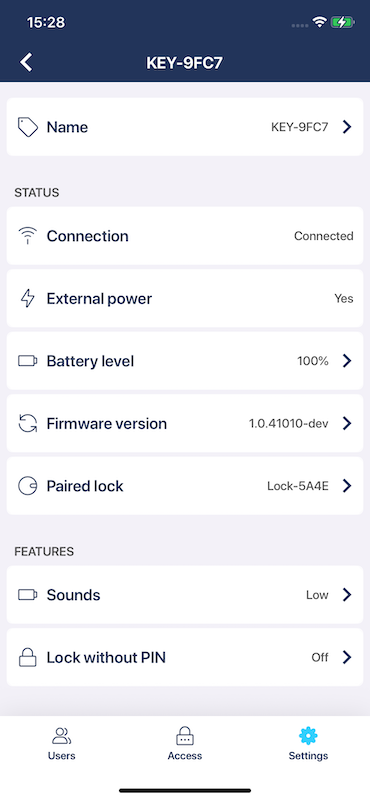 15:28
KEY-9FC7
Name KEY-9FC7
STATUS
Connection Connected
External power Yes
Battery level 100%
Firmware version 1.0.41010-dev
Paired lock Lock-5A4E
FEATURES
Sounds Low
Lock without PIN Off
Users Access Settings